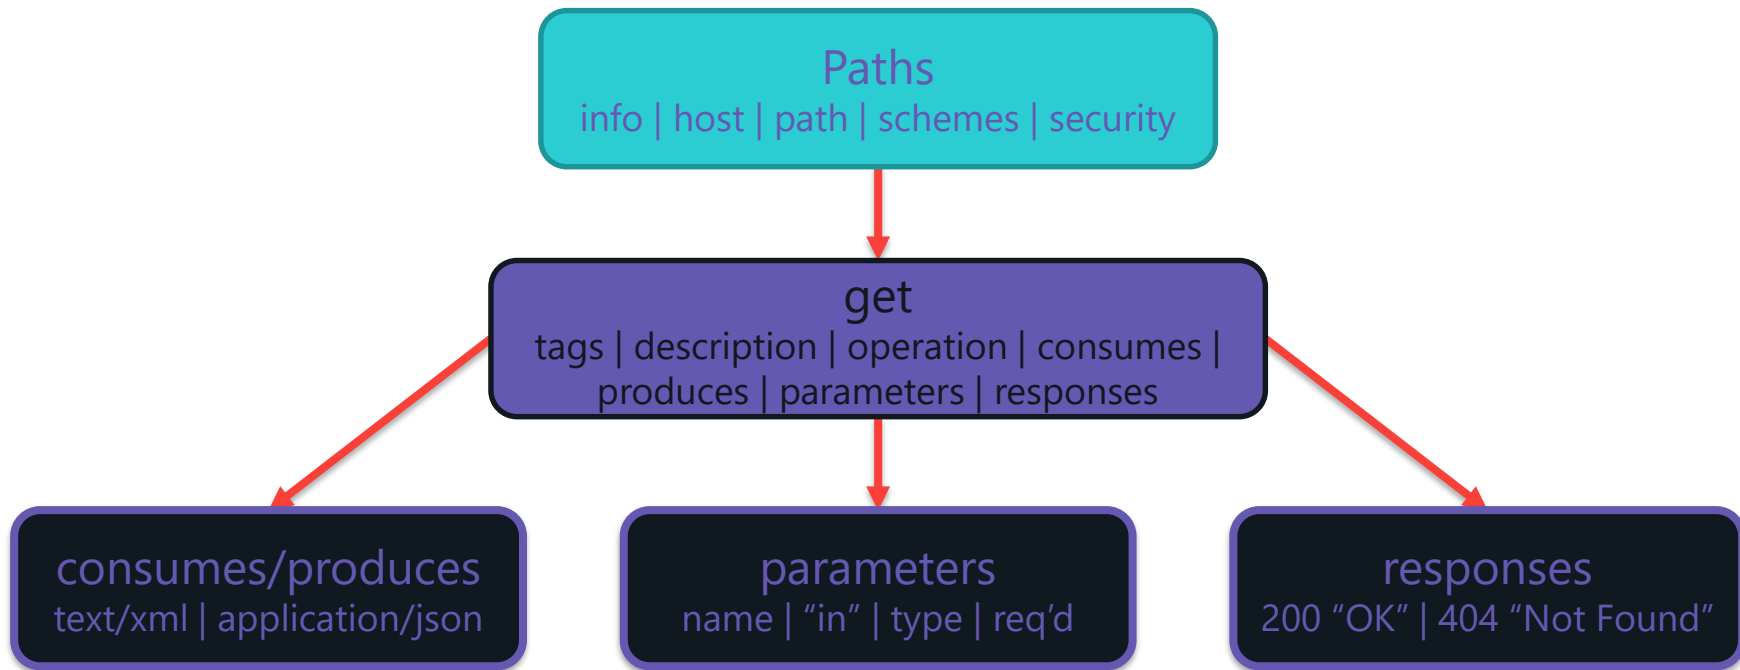 Paths
info | host | path | schemes | security
get
tags | description | operation | consumes |
produces | parameters | responses
consumes/produces
text/xml | application/json
parameters
name | “in” | type | req’d
responses
200 “OK” | 404 “Not Found”